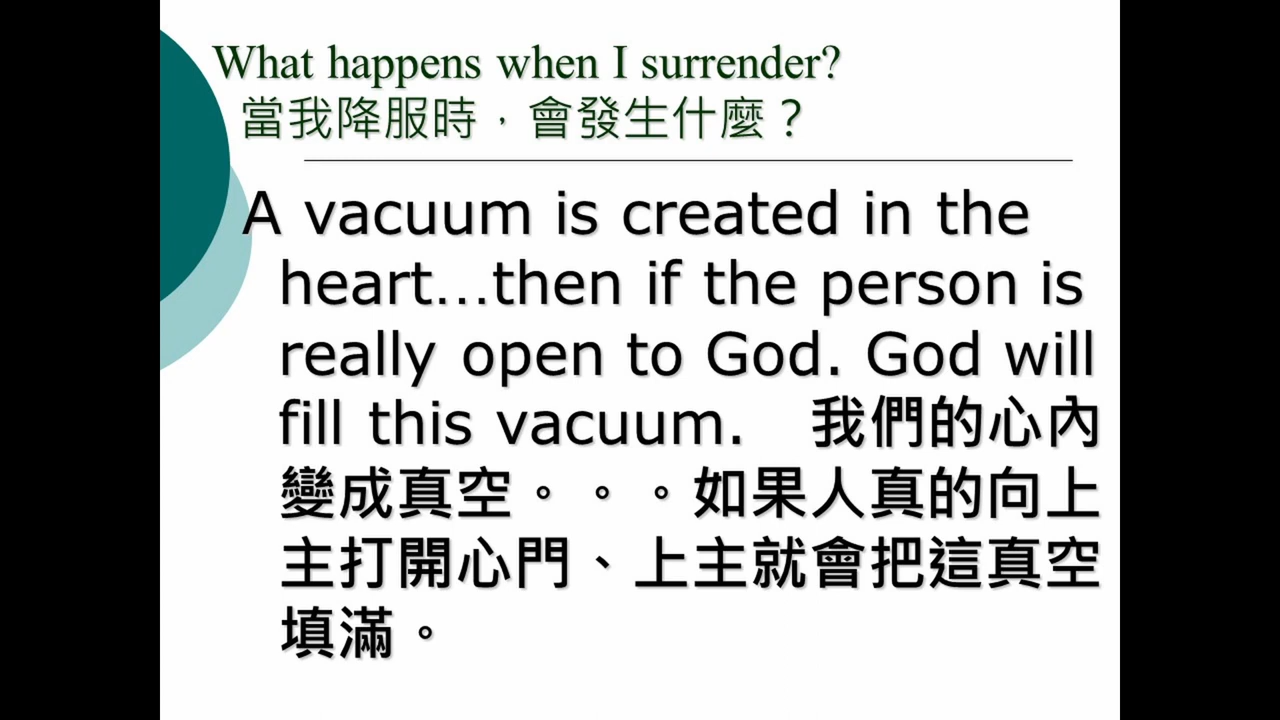 What happens when I surrender?
當我降服時，會發生什麼？
A vacuum is created in the
heart…then if the person is
really open to God. God will
fill this vacuum. 我們的心內
變成真空。。。如果人真的向上
主打開心門、上主就會把這真空
填滿。